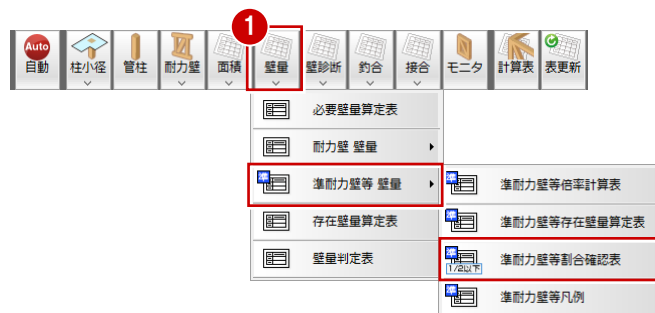 1
Auto
自動
柱小径
管柱
耐力壁
面積
壁量
壁診断
釣合
接合
モニタ
計算表
表更新
必要壁量算定表
耐力壁 壁量
準 準耐力壁等 壁量
存在壁量算定表
壁量判定表
準 準耐力壁等倍率計算表
準 準耐力壁等存在壁量算定表
準 1/2以下 準耐力壁等割合確認表
準 準耐力壁等凡例